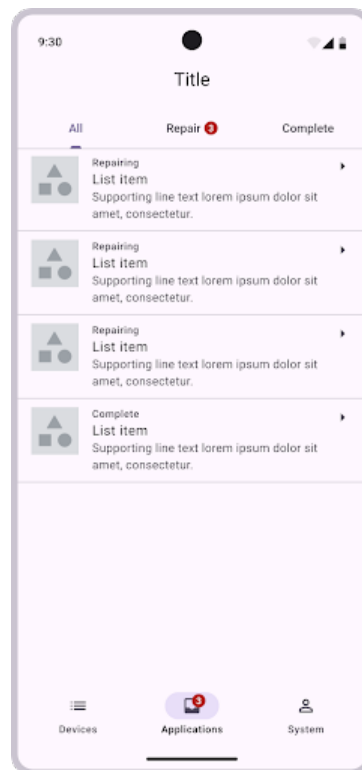 9:30
Title
All
Repair 3
Complete
Repairing
List item
Supporting line text lorem ipsum dolor sit
amet, consectetur.
Repairing
List item
Supporting line text lorem ipsum dolor sit
amet, consectetur.
Repairing
List item
Supporting line text lorem ipsum dolor sit
amet, consectetur.
Complete
List item
Supporting line text lorem ipsum dolor sit
amet, consectetur.
3
Devices
Applications
System